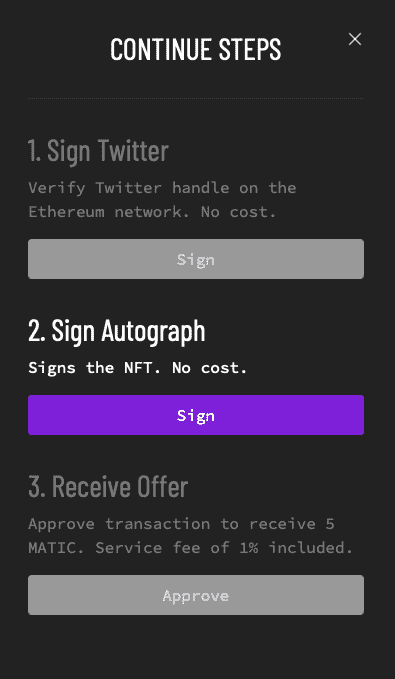 CONTINUE STEPS
1. Sign Twitter
Verify Twitter handle on the
Ethereum network. No cost.
Sign
2. Sign Autograph
Signs the NFT. No cost.
Sign
3. Receive Offer
Approve transaction to receive 5
MATIC. Service fee of 1% included.
Approve